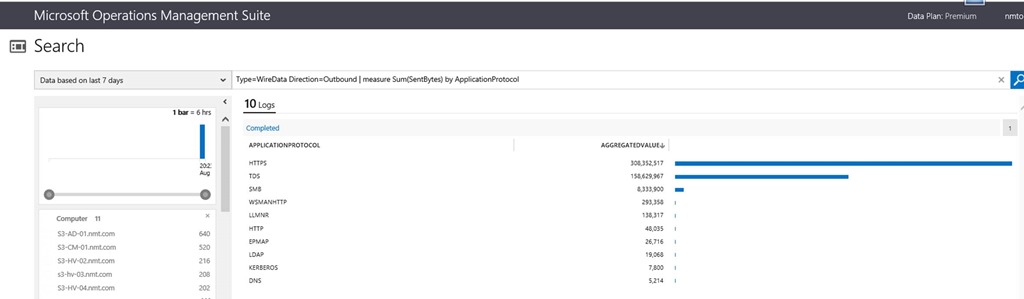 Microsoft Operations Management Suite
Data Plan: Premium
nmto
Search
Data based on last 7 days
Type=WireData Direction=Outbound | measure Sum(SentBytes) by ApplicationProtocol
10 Logs
1 bar = 6 hrs
Completed
1
APPLICATIONPROTOCOL AGGREGATEDVALUE
HTTPS 308,352,517
TDS 158,629,967
SMB 8,333,900
WSMANHTTP 293,358
LLMNR 138,317
HTTP 48,035
EPMAP 26,716
LDAP 19,068
KERBEROS 7,800
DNS 5,214
Aug
Computer 11
S3-AD-01.nmt.com 640
S3-CM-01.nmt.com 520
S3-HV-02.nmt.com 216
s3-hv-03.nmt.com 208
S3-HV-04.nmt.com 202